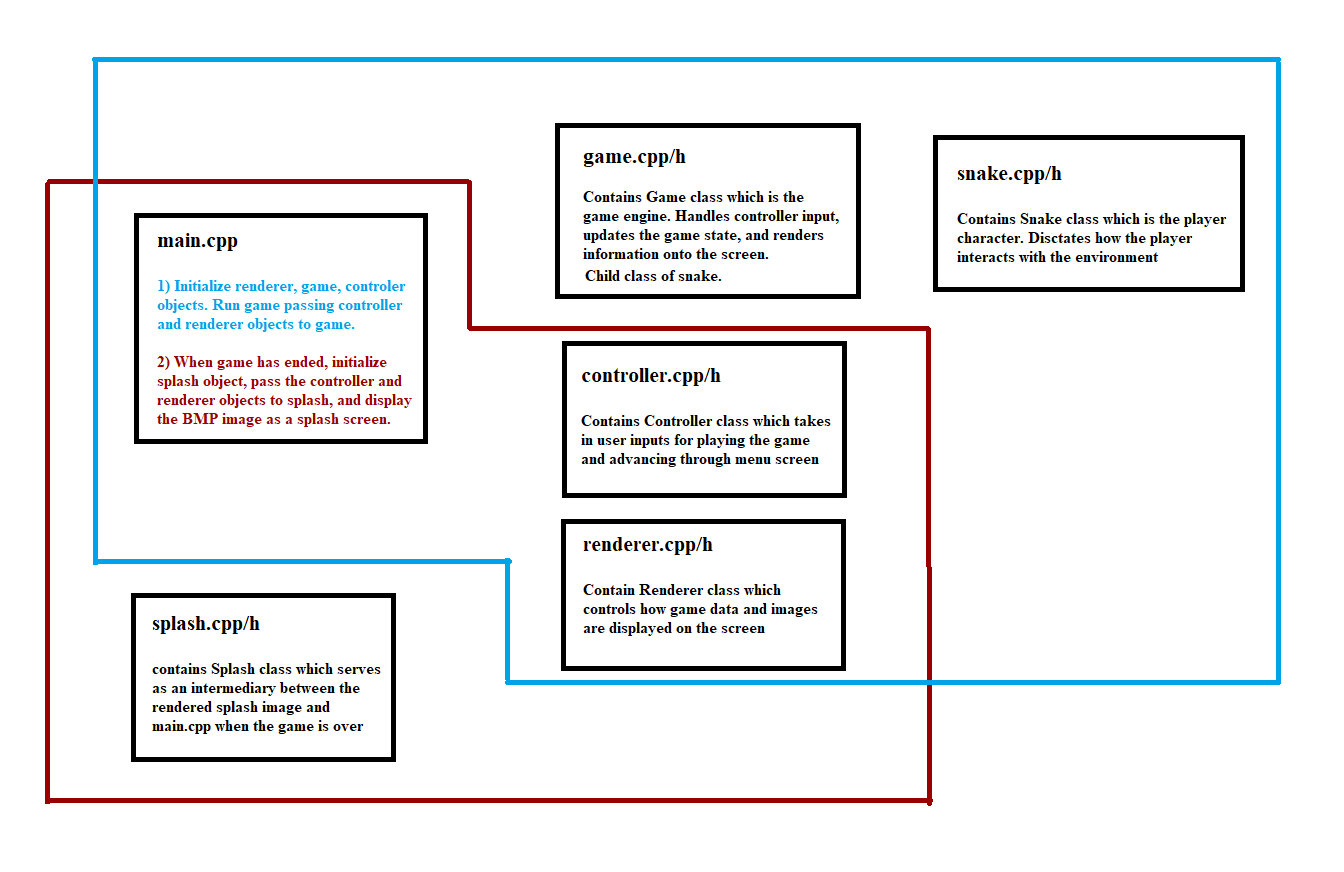 main.cpp
1) Initialize renderer, game, controler
objects. Run game passing controller
and renderer objects to game.
2) When game has ended, initialize
splash object, pass the controller and
renderer objects to splash, and display
the BMP image as a splash screen.
game.cpp/h
Contains Game class which is the
game engine. Handles controller input,
updates the game state, and renders
information onto the screen.
Child class of snake.
snake.cpp/h
Contains Snake class which is the player
character. Disctates how the player
interacts with the environment
controller.cpp/h
Contains Controller class which takes
in user inputs for playing the game
and advancing through menu screen
renderer.cpp/h
Contain Renderer class which
controls how game data and images
are displayed on the screen
splash.cpp/h
contains Splash class which serves
as an intermediary between the
rendered splash image and
main.cpp when the game is over